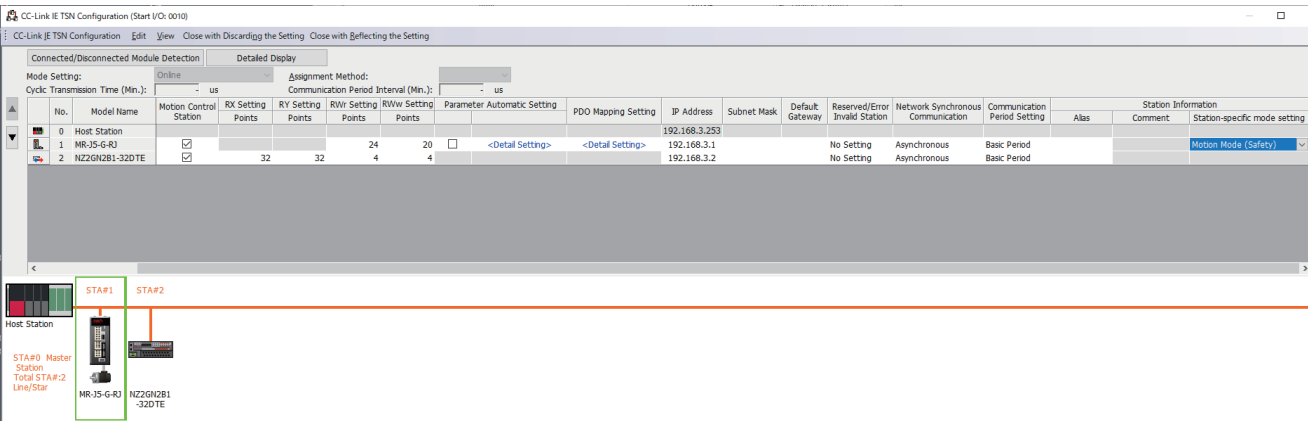 CC-Link IE TSN Configuration (Start I/O: 0010)
CC-Link IE TSN Configuration Edit View Close with Discarding the Setting Close with Reflecting the Setting
Connected/Disconnected Module Detection Detailed Display
Mode Setting: Online Assignment Method:
Cyclic Transmission Time (Min.): - us Communication Period Interval (Min.): - us
No. Model Name Motion Control Station RX Setting Points RY Setting Points RWr Setting Points RWw Setting Points Parameter Automatic Setting PDO Mapping Setting IP Address Subnet Mask Default Gateway Reserved/Error Invalid Station Network Synchronous Communication Communication Period Setting Station Information Alias Comment Station-specific mode setting
0 Host Station 192.168.3.253
1 MR-J5-G-RJ 24 20 <Detail Setting> <Detail Setting> 192.168.3.1 No Setting Asynchronous Basic Period Motion Mode (Safety)
2 NZ2GN2B1-32DTE 32 32 4 4 192.168.3.2 No Setting Asynchronous Basic Period
STA#1 STA#2
Host Station
STA#0 Master
Station
Total STA#:2
Line/Star
MR-J5-G-RJ NZ2GN2B1
-32DTE